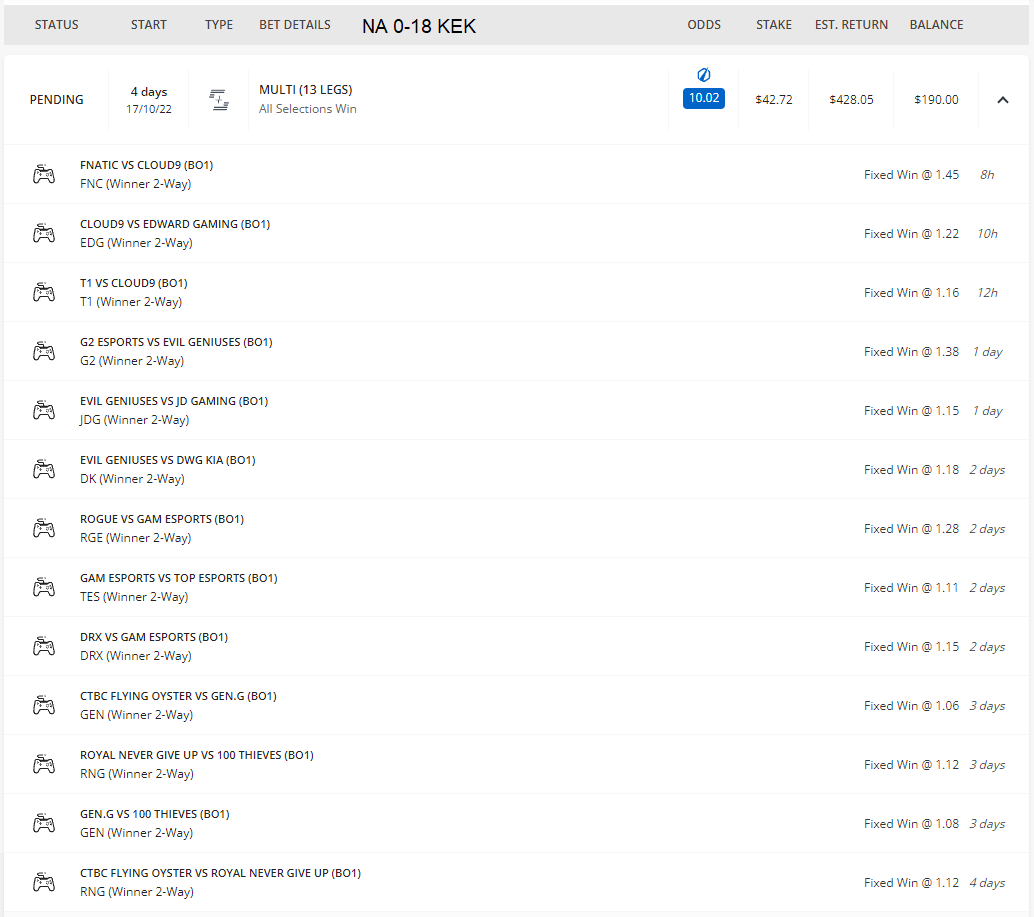 STATUS START TYPE BET DETAILS NA 0-18 KEK ODDS STAKE EST. RETURN BALANCE
PENDING
4 days
17/10/22
MULTI (13 LEGS)
All Selections Win
10.02
$42.72
$428.05
$190.00
FNATIC VS CLOUD9 (BO1)
FNC (Winner 2-Way)
Fixed Win @ 1.45 8h
CLOUD9 VS EDWARD GAMING (BO1)
EDG (Winner 2-Way)
Fixed Win @ 1.22 10h
T1 VS CLOUD9 (BO1)
T1 (Winner 2-Way)
Fixed Win @ 1.16 12h
G2 ESPORTS VS EVIL GENIUSES (BO1)
G2 (Winner 2-Way)
Fixed Win @ 1.38 1 day
EVIL GENIUSES VS JD GAMING (BO1)
JDG (Winner 2-Way)
Fixed Win @ 1.15 1 day
EVIL GENIUSES VS DWG KIA (BO1)
DK (Winner 2-Way)
Fixed Win @ 1.18 2 days
ROGUE VS GAM ESPORTS (BO1)
RGE (Winner 2-Way)
Fixed Win @ 1.28 2 days
GAM ESPORTS VS TOP ESPORTS (BO1)
TES (Winner 2-Way)
Fixed Win @ 1.11 2 days
DRX VS GAM ESPORTS (BO1)
DRX (Winner 2-Way)
Fixed Win @ 1.15 2 days
CTBC FLYING OYSTER VS GEN.G (BO1)
GEN (Winner 2-Way)
Fixed Win @ 1.06 3 days
ROYAL NEVER GIVE UP VS 100 THIEVES (BO1)
RNG (Winner 2-Way)
Fixed Win @ 1.12 3 days
GEN.G VS 100 THIEVES (BO1)
GEN (Winner 2-Way)
Fixed Win @ 1.08 3 days
CTBC FLYING OYSTER VS ROYAL NEVER GIVE UP (BO1)
RNG (Winner 2-Way)
Fixed Win @ 1.12 4 days